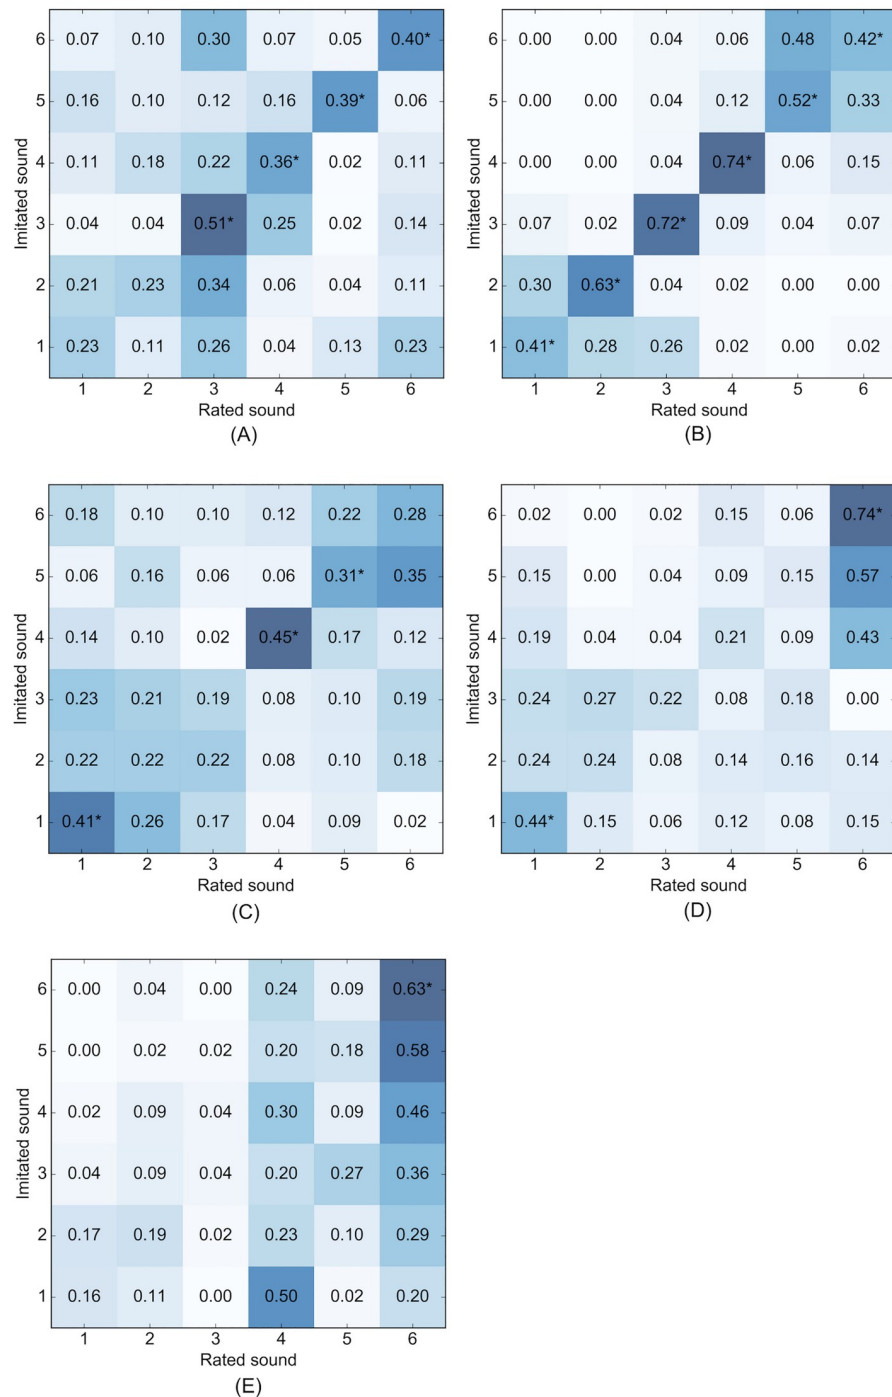 6 0.07 0.10 0.30 0.07 0.05 0.40*
5 0.16 0.10 0.12 0.16 0.39* 0.06
4 0.11 0.18 0.22 0.36* 0.02 0.11
3 0.04 0.04 0.51* 0.25 0.02 0.14
2 0.21 0.23 0.34 0.06 0.04 0.11
1 0.23 0.11 0.26 0.04 0.13 0.23
1 2 3 4 5 6
Imitated sound
Rated sound
(A)
6 0.00 0.00 0.04 0.06 0.48 0.42*
5 0.00 0.00 0.04 0.12 0.52* 0.33
4 0.00 0.00 0.04 0.74* 0.06 0.15
3 0.07 0.02 0.72* 0.09 0.04 0.07
2 0.30 0.63* 0.04 0.02 0.00 0.00
1 0.41* 0.28 0.26 0.02 0.00 0.02
1 2 3 4 5 6
Imitated sound
Rated sound
(B)
6 0.18 0.10 0.10 0.12 0.22 0.28
5 0.06 0.16 0.06 0.06 0.31* 0.35
4 0.14 0.10 0.02 0.45* 0.17 0.12
3 0.23 0.21 0.19 0.08 0.10 0.19
2 0.22 0.22 0.22 0.08 0.10 0.18
1 0.41* 0.26 0.17 0.04 0.09 0.02
1 2 3 4 5 6
Imitated sound
Rated sound
(C)
6 0.02 0.00 0.02 0.15 0.06 0.74*
5 0.15 0.00 0.04 0.09 0.15 0.57
4 0.19 0.04 0.04 0.21 0.09 0.43
3 0.24 0.27 0.22 0.08 0.18 0.00
2 0.24 0.24 0.08 0.14 0.16 0.14
1 0.44* 0.15 0.06 0.12 0.08 0.15
1 2 3 4 5 6
Imitated sound
Rated sound
(D)
6 0.00 0.04 0.00 0.24 0.09 0.63*
5 0.00 0.02 0.02 0.20 0.18 0.58
4 0.02 0.09 0.04 0.30 0.09 0.46
3 0.04 0.09 0.04 0.20 0.27 0.36
2 0.17 0.19 0.02 0.23 0.10 0.29
1 0.16 0.11 0.00 0.50 0.02 0.20
1 2 3 4 5 6
Imitated sound
Rated sound
(E)